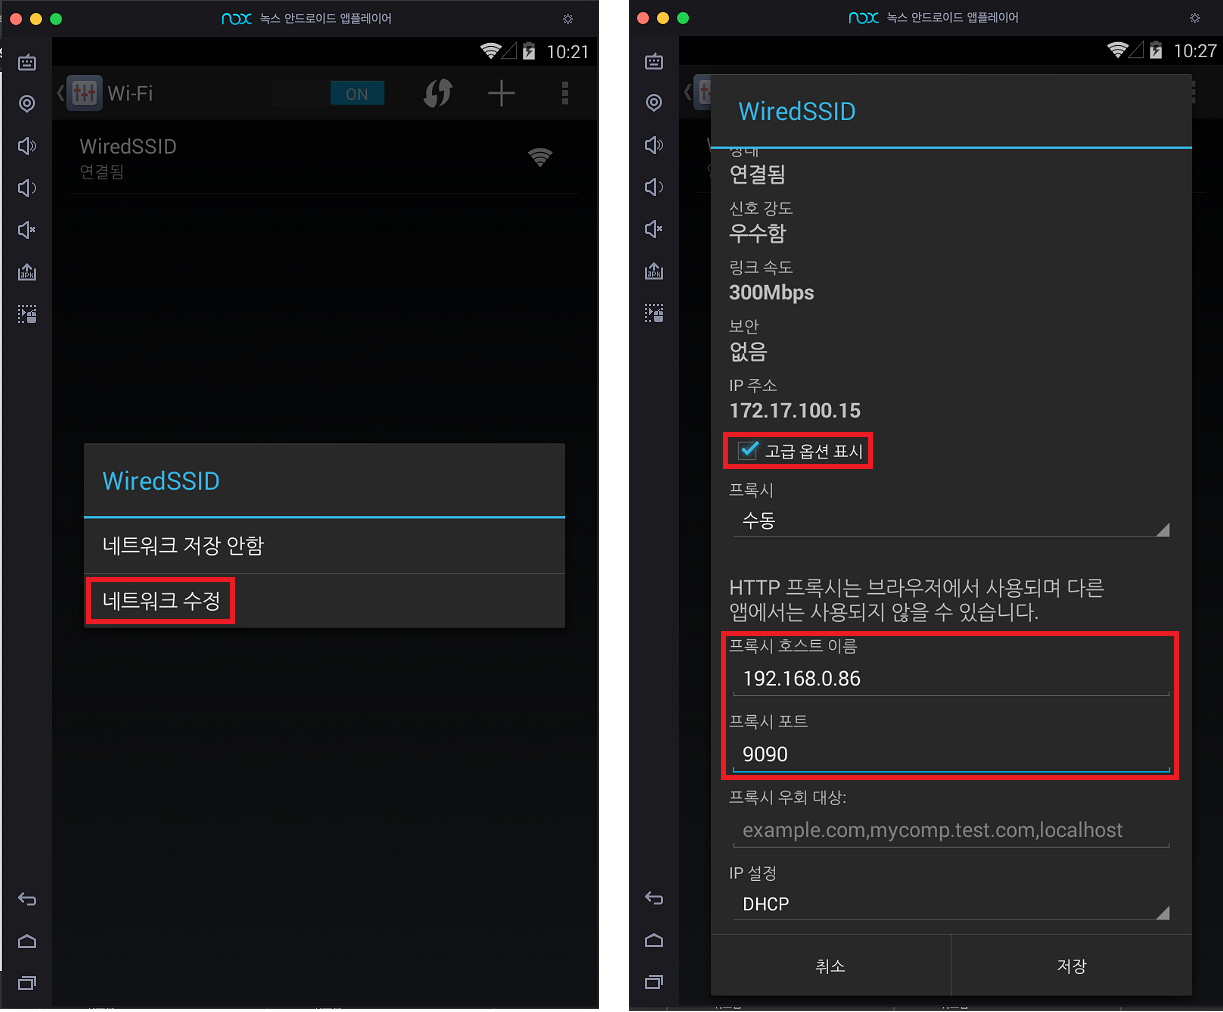 nox 녹스 안드로이드 앱플레이어
10:21
Wi-Fi
ON
WiredSSID
연결됨
WiredSSID
네트워크 저장 안함
네트워크 수정
nox 녹스 안드로이드 앱플레이어
10:27
WiredSSID
상태
연결됨
신호 강도
우수함
링크 속도
300Mbps
보안
없음
IP 주소
172.17.100.15
고급 옵션 표시
프록시
수동
HTTP 프록시는 브라우저에서 사용되며 다른
앱에서는 사용되지 않을 수 있습니다.
프록시 호스트 이름
192.168.0.86
프록시 포트
9090
프록시 우회 대상:
example.com,mycomp.test.com,localhost
IP 설정
DHCP
취소
저장